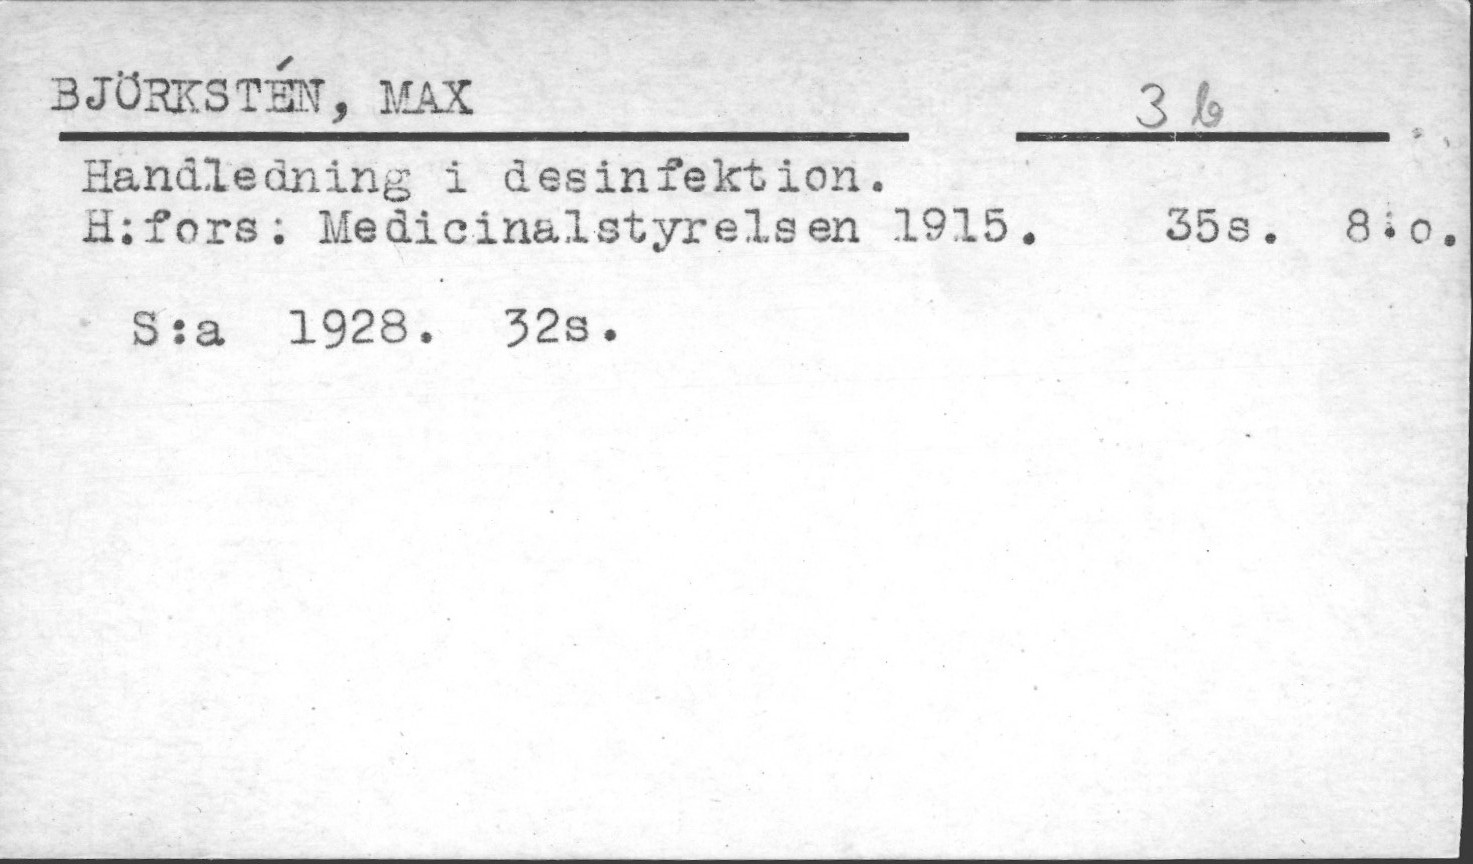 BJÖRKSTÉN, MAX 3 b
Handledning i desinfektion.
H:fors: Medicinalstyrelsen 1915. 35s. 8:o.
S:a 1928. 32s.